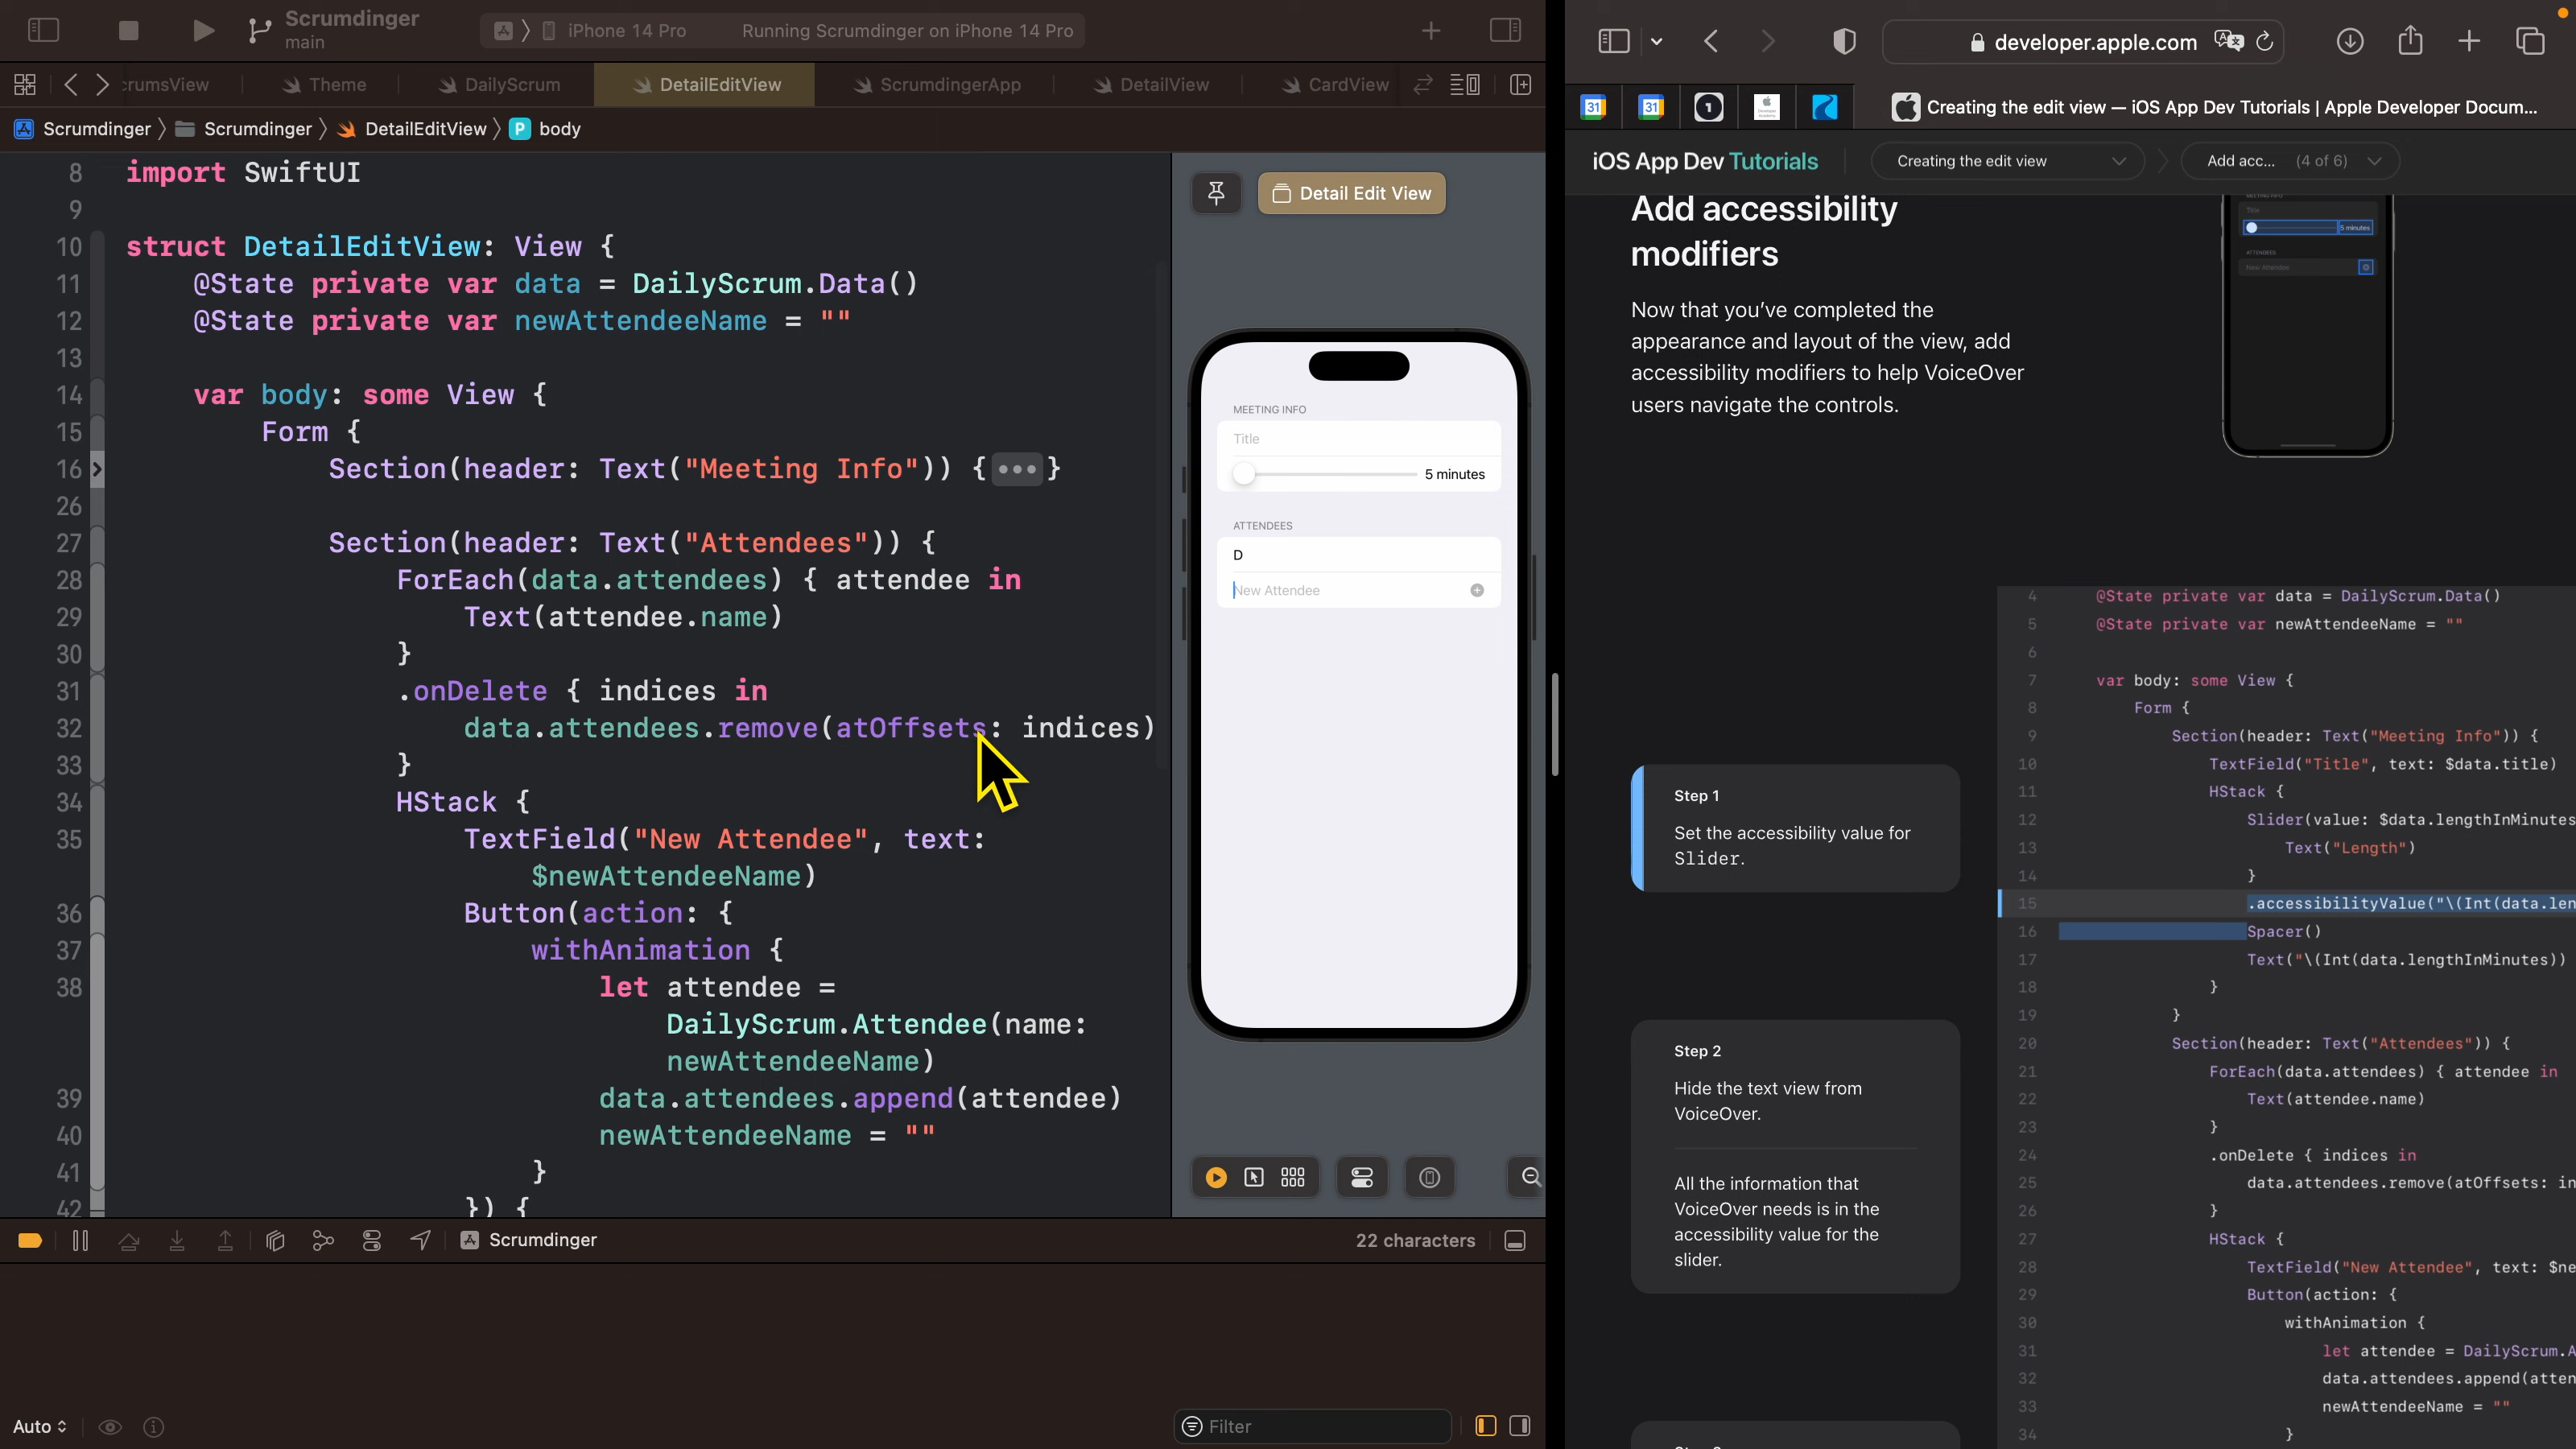 Scrumdinger
main
iPhone 14 Pro
Running Scrumdinger on iPhone 14 Pro
crumsView
Theme
DailyScrum
DetailEditView
ScrumdingerApp
DetailView
CardView
Scrumdinger
Scrumdinger
DetailEditView
P
body
8 import SwiftUI
9
10 struct DetailEditView: View {
11 @State private var data = DailyScrum.Data()
12 @State private var newAttendeeName = ""
13
14 var body: some View {
15 Form {
16 Section(header: Text("Meeting Info")) {•••}
26
27 Section(header: Text("Attendees")) {
28 ForEach(data.attendees) { attendee in
29 Text(attendee.name)
30 }
31 .onDelete { indices in
32 data.attendees.remove(atOffsets: indices)
33 }
34 HStack {
35 TextField("New Attendee", text:
$newAttendeeName)
36 Button(action: {
37 withAnimation {
38 let attendee =
DailyScrum.Attendee(name:
newAttendeeName)
39 data.attendees.append(attendee)
40 newAttendeeName = ""
41 }
42 }) {
Detail Edit View
MEETING INFO
Title
5 minutes
ATTENDEES
D
New Attendee
Scrumdinger
22 characters
Auto
Filter
developer.apple.com
31
31
1
Creating the edit view — iOS App Dev Tutorials | Apple Developer Docum...
iOS App Dev Tutorials
Creating the edit view
Add acc... (4 of 6)
Add accessibility
modifiers
Now that you've completed the
appearance and layout of the view, add
accessibility modifiers to help VoiceOver
users navigate the controls.
Title
5 minutes
ATTENDEES
New Attendee
Step 1
Set the accessibility value for
Slider.
Step 2
Hide the text view from
VoiceOver.
All the information that
VoiceOver needs is in the
accessibility value for the
slider.
4 @State private var data = DailyScrum.Data()
5 @State private var newAttendeeName = ""
6
7 var body: some View {
8 Form {
9 Section(header: Text("Meeting Info")) {
10 TextField("Title", text: $data.title)
11 HStack {
12 Slider(value: $data.lengthInMinutes
13 Text("Length")
14 }
15 .accessibilityValue("\(Int(data.len
16 Spacer()
17 Text("\(Int(data.lengthInMinutes))
18 }
19 }
20 Section(header: Text("Attendees")) {
21 ForEach(data.attendees) { attendee in
22 Text(attendee.name)
23 }
24 .onDelete { indices in
25 data.attendees.remove(atOffsets: in
26 }
27 HStack {
28 TextField("New Attendee", text: $ne
29 Button(action: {
30 withAnimation {
31 let attendee = DailyScrum.A
32 data.attendees.append(atten
33 newAttendeeName = ""
34 }